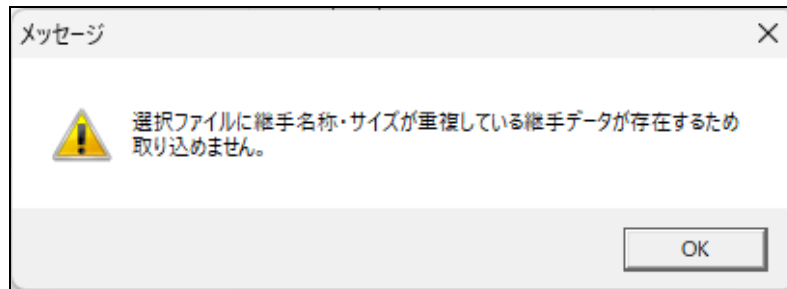 メッセージ
選択ファイルに継手名称・サイズが重複している継手データが存在するため
取り込めません。
OK